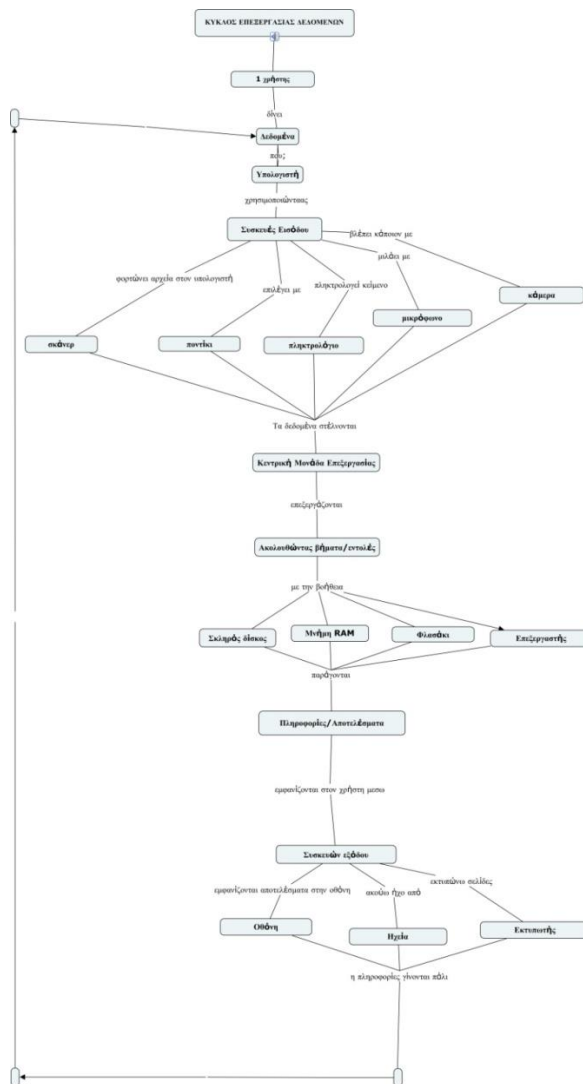 ΚΥΚΛΟΣ ΕΠΕΞΕΡΓΑΣΙΑΣ ΔΕΔΟΜΕΝΩΝ
1 χρήστης
δίνει
Δεδομένα
που;
Υπολογιστή
χρησιμοποιώντας
Συσκευές Εισόδου
βλέπει κάποιον με
μιλάει με
φορτώνει αρχεία στον υπολογιστή
επιλέγει με
πληκτρολογεί κείμενο
κάμερα
μικρόφωνο
σκάνερ
ποντίκι
πληκτρολόγιο
Τα δεδομένα στέλνονται
Κεντρική Μονάδα Επεξεργασίας
επεξεργάζονται
Ακολουθώντας βήματα/εντολές
με την βοήθεια
Σκληρός δίσκος
Μνήμη RAM
Φλασάκι
Επεξεργαστής
παράγονται
Πληροφορίες/Αποτελέσματα
εμφανίζονται στον χρήστη μεσω
Συσκευών εξόδου
εμφανίζονται αποτελέσματα στην οθόνη
ακούω ήχο από
εκτυπώνω σελίδες
Οθόνη
Ηχεία
Εκτυπωτής
η πληροφορίες γίνονται πάλι